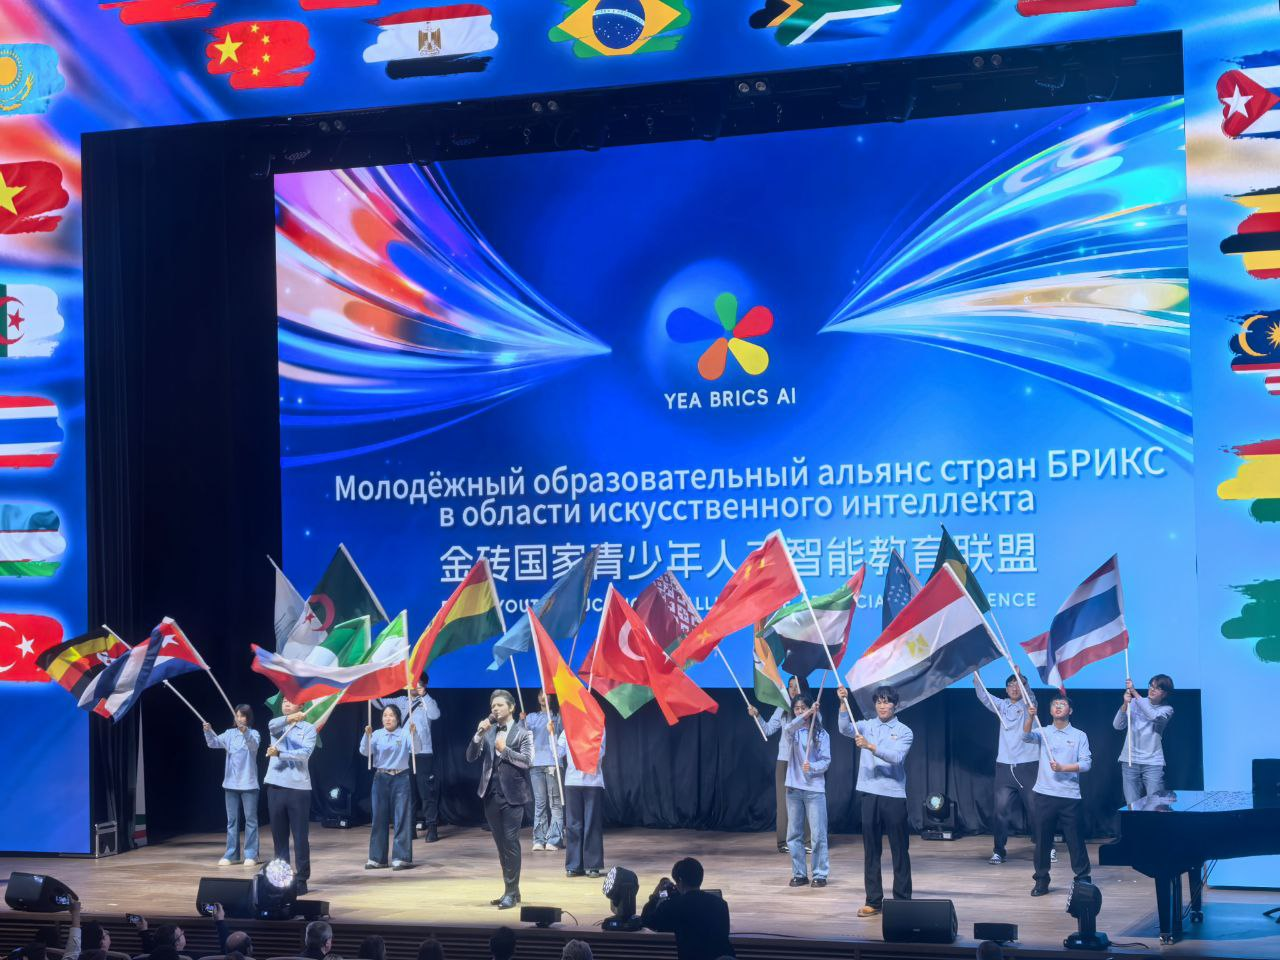 YEA BRICS AI
Молодёжный образовательный альянс стран БРИКС
в области искусственного интеллекта
金砖国家青少年人工智能教育联盟